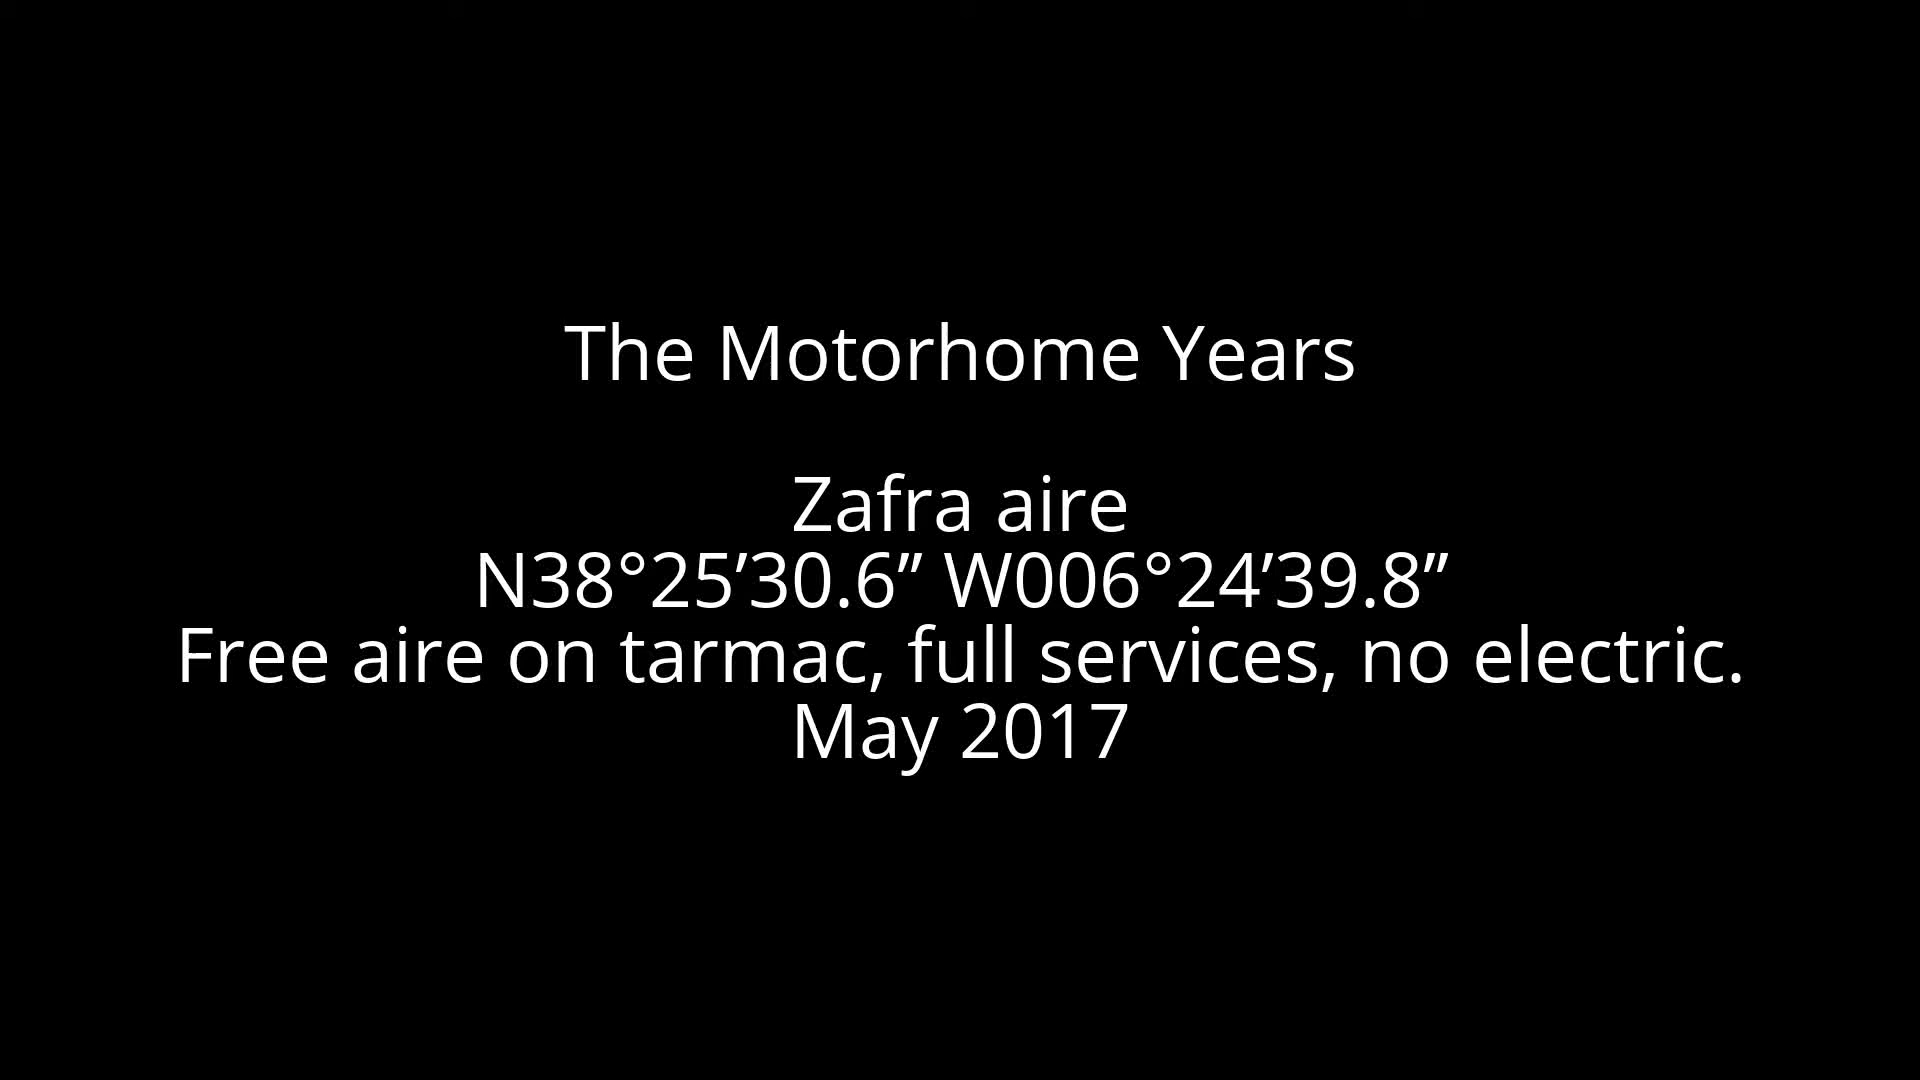 The Motorhome Years
Zafra aire
N38°25’30.6” W006°24’39.8”
Free aire on tarmac, full services, no electric.
May 2017